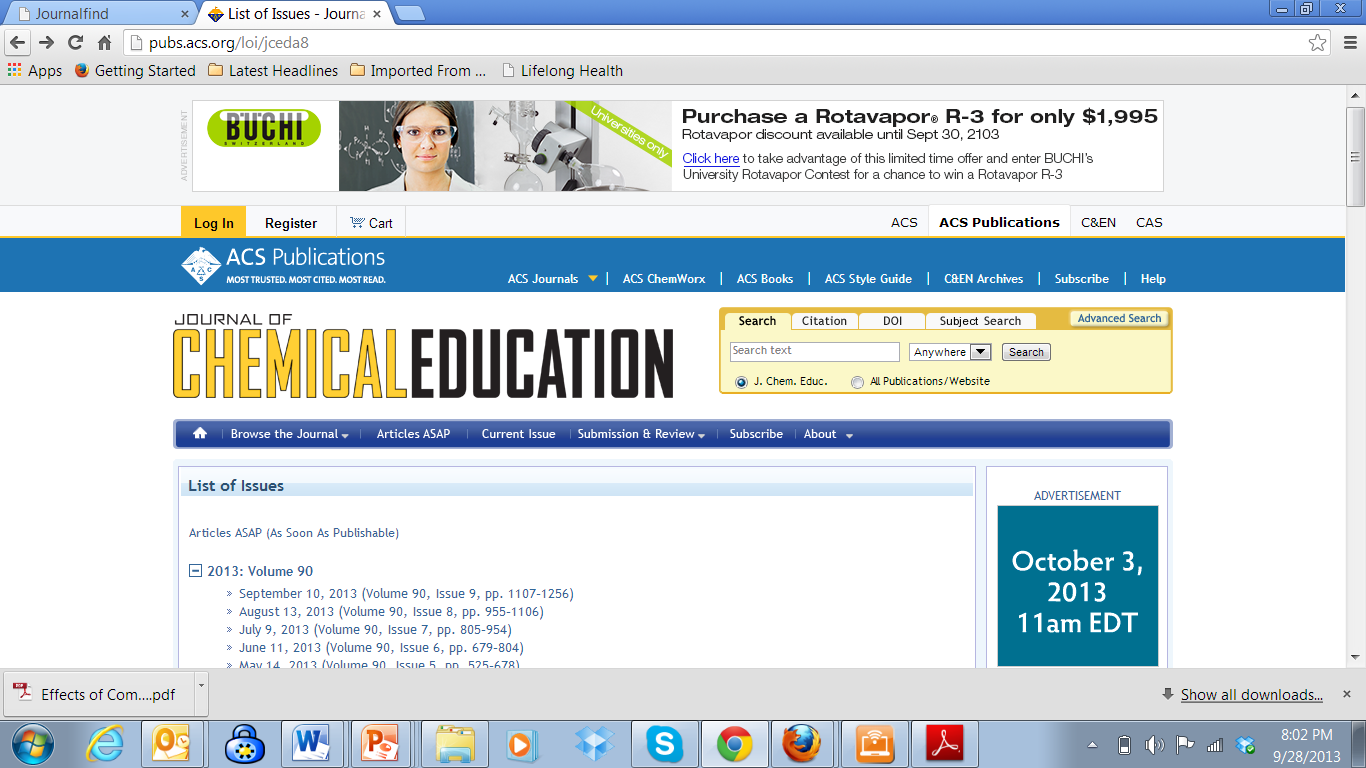 Journalfind
List of Issues - Journa
pubs.acs.org/loi/jceda8
Apps Getting Started Latest Headlines Imported From ... Lifelong Health
ADVERTISEMENT
BUCHI
SWITZERLAND
Universities only
Purchase a Rotavapor® R-3 for only $1,995
Rotavapor discount available until Sept 30, 2103
Click here to take advantage of this limited time offer and enter BUCHI's
University Rotavapor Contest for a chance to win a Rotavapor R-3
Log In Register Cart ACS ACS Publications C&EN CAS
ACS Publications
MOST TRUSTED. MOST CITED. MOST READ.
ACS Journals ACS ChemWorx ACS Books ACS Style Guide C&EN Archives Subscribe Help
JOURNAL OF
CHEMICALEDUCATION
Search Citation DOI Subject Search Advanced Search
Search text Anywhere Search
J. Chem. Educ. All Publications/Website
Browse the Journal Articles ASAP Current Issue Submission & Review Subscribe About
List of Issues
Articles ASAP (As Soon As Publishable)
2013: Volume 90
» September 10, 2013 (Volume 90, Issue 9, pp. 1107-1256)
» August 13, 2013 (Volume 90, Issue 8, pp. 955-1106)
» July 9, 2013 (Volume 90, Issue 7, pp. 805-954)
» June 11, 2013 (Volume 90, Issue 6, pp. 679-804)
» May 14, 2013 (Volume 90, Issue 5, pp. 525-678)
ADVERTISEMENT
October 3,
2013
11am EDT
Effects of Com....pdf
Show all downloads...
8:02 PM
9/28/2013